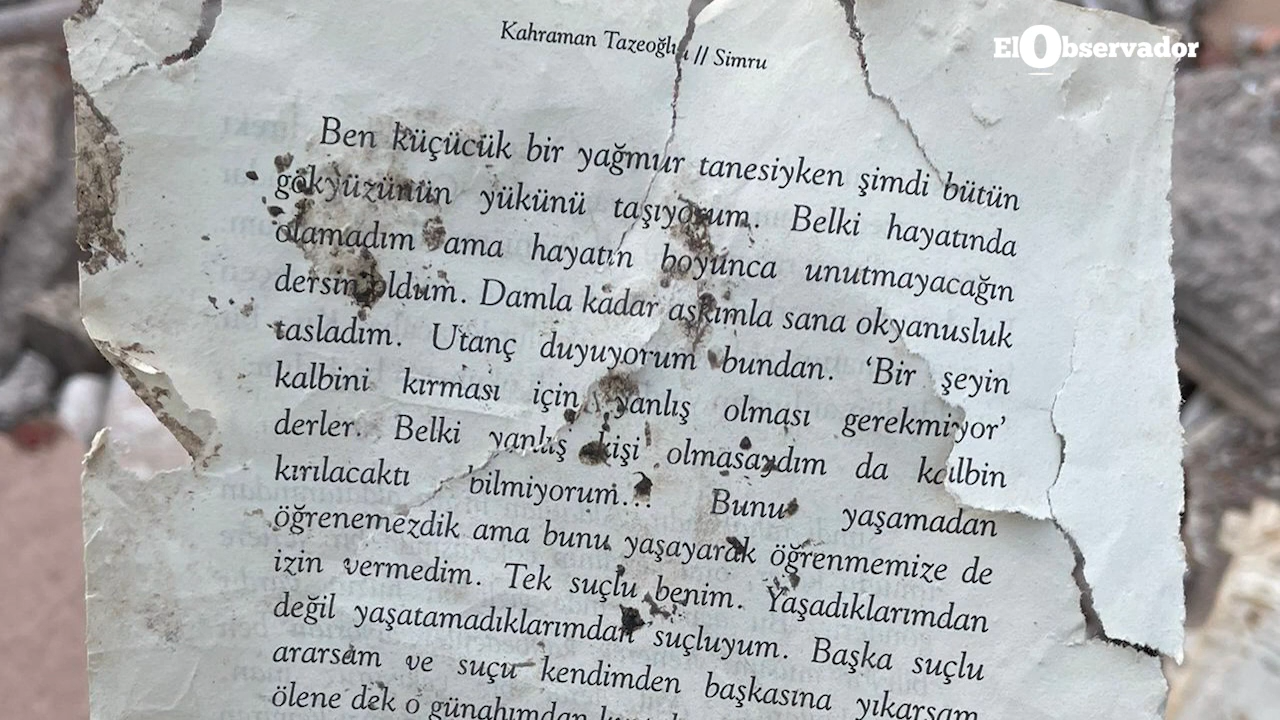 El Observador
Kahraman Tazeoğlu // Simru
Ben küçücük bir yağmur tanesiyken şimdi bütün
gökyüzünün yükünü taşıyorum. Belki hayatında
olamadım ama hayatın boyunca unutmayacağın
dersin oldum. Damla kadar aşkımla sana okyanusluk
tasladım. Utanç duyuyorum bundan. ‘Bir şeyin
kalbini kırması için yanlış olması gerekmiyor’
derler. Belki yanlış kişi olmasaydım da kalbin
kırılacaktı bilmiyorum... Bunu yaşamadan
öğrenemezdik ama bunu yaşayarak öğrenmemize de
izin vermedim. Tek suçlu benim. Yaşadıklarımdan
değil yaşatamadıklarımdan suçluyum. Başka suçlu
ararsam ve suçu kendimden başkasına yıkarsam
ölene dek o günahımdan